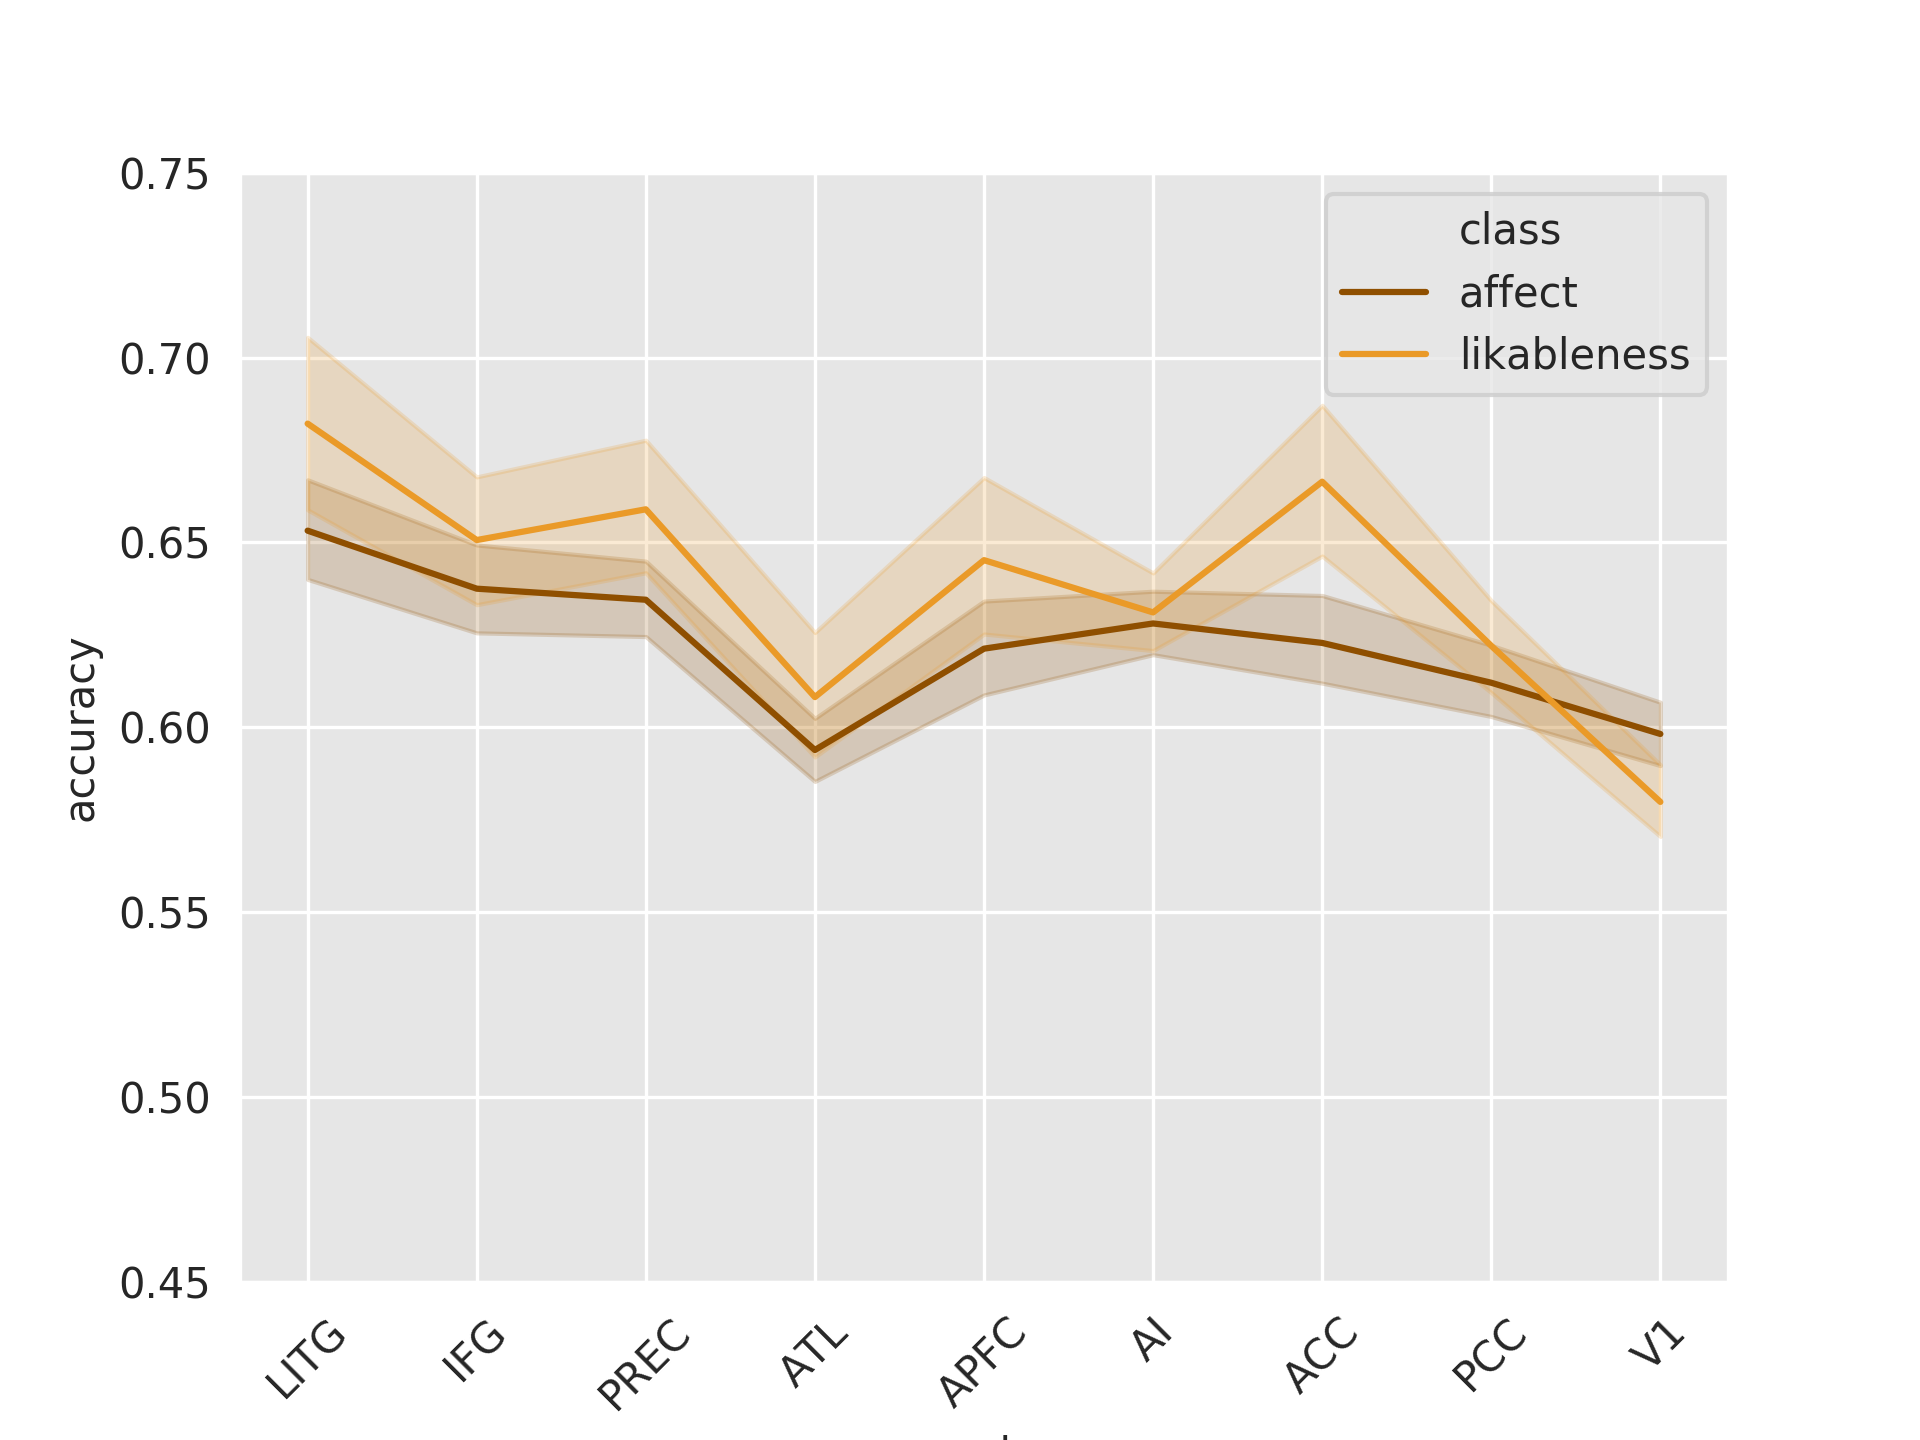 0.75
0.70
0.65
0.60
0.55
0.50
0.45
accuracy
class
affect
likableness
LITG
IFG
PREC
ATL
APFC
AI
ACC
PCC
V1